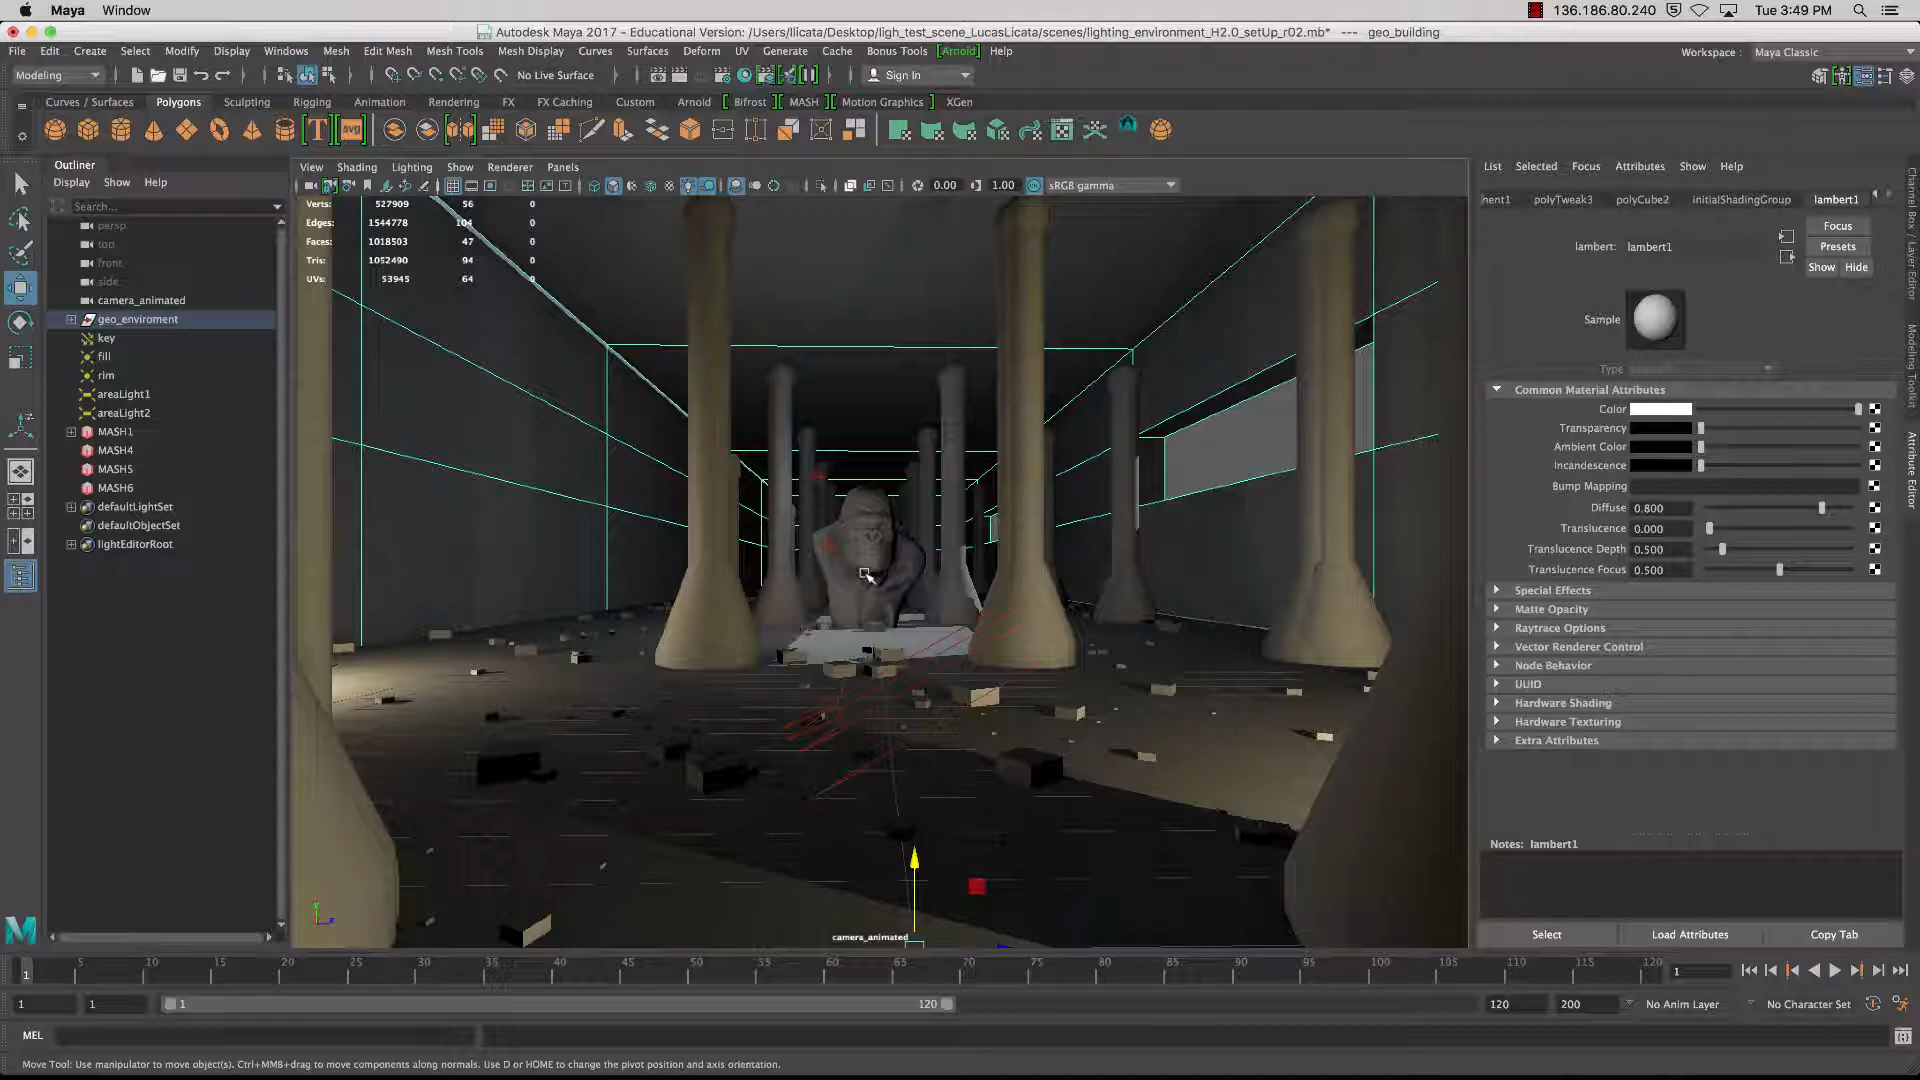 Maya Window 136.186.80.240 Tue 3:49 PM
Autodesk Maya 2017 - Educational Version: /Users/llicata/Desktop/ligh_test_scene_LucasLicata/scenes/lighting_environment_H2.0_setUp_r02.mb* --- geo_building
File Edit Create Select Modify Display Windows Mesh Edit Mesh Mesh Tools Mesh Display Curves Surfaces Deform UV Generate Cache Bonus Tools Arnold Help Workspace: Maya Classic
Modeling No Live Surface Sign In
Curves / Surfaces Polygons Sculpting Rigging Animation Rendering FX FX Caching Custom Arnold Bifrost MASH Motion Graphics XGen
T svg
Outliner
Display Show Help
Search...
persp
top
front
side
camera_animated
geo_enviroment
key
fill
rim
areaLight1
areaLight2
MASH1
MASH4
MASH5
MASH6
defaultLightSet
defaultObjectSet
lightEditorRoot
View Shading Lighting Show Renderer Panels
0.00 1.00 sRGB gamma
Verts: 527909 56 0
Edges: 1544778 104 0
Faces: 1018503 47 0
Tris: 1052490 94 0
UVs: 53945 64 0
camera_animated
List Selected Focus Attributes Show Help
nent1 polyTweak3 polyCube2 initialShadingGroup lambert1
Focus
lambert: lambert1
Presets
Show Hide
Sample
Type
Common Material Attributes
Color
Transparency
Ambient Color
Incandescence
Bump Mapping
Diffuse 0.800
Translucence 0.000
Translucence Depth 0.500
Translucence Focus 0.500
Special Effects
Matte Opacity
Raytrace Options
Vector Renderer Control
Node Behavior
UUID
Hardware Shading
Hardware Texturing
Extra Attributes
Notes: lambert1
Select Load Attributes Copy Tab
Channel Box / Layer Editor
Modeling Toolkit
Attribute Editor
1 5 10 15 20 25 30 35 40 45 50 55 60 65 70 75 80 85 90 95 100 105 110 115 120 1
1 1 1 120 120 200 No Anim Layer No Character Set
MEL
Move Tool: Use manipulator to move object(s). Ctrl+MMB+drag to move components along normals. Use D or HOME to change the pivot position and axis orientation.